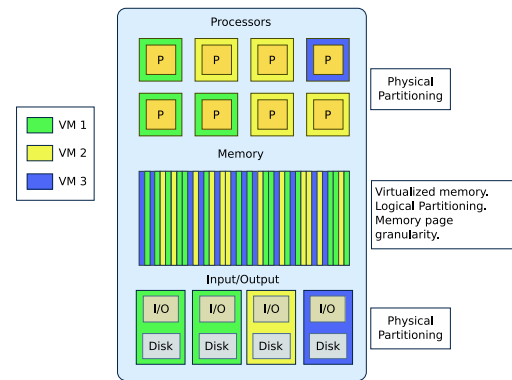 Processors
P P P P
P P P P
Physical
Partitioning
VM 1
VM 2
VM 3
Memory
Virtualized memory.
Logical Partitioning.
Memory page
granularity.
Input/Output
I/O I/O I/O I/O
Disk Disk Disk Disk
Physical
Partitioning